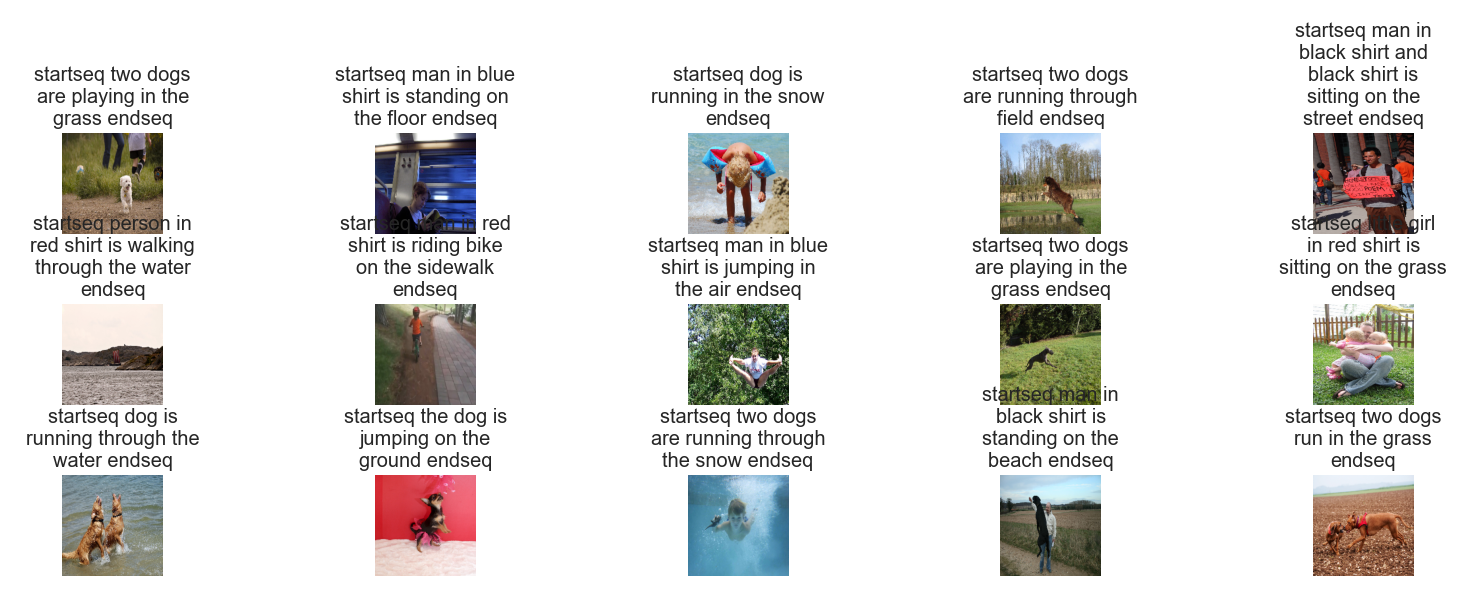 startseq two dogs
are playing in the
grass endseq
startseq man in blue
shirt is standing on
the floor endseq
startseq dog is
running in the snow
endseq
startseq two dogs
are running through
field endseq
startseq man in
black shirt and
black shirt is
sitting on the
street endseq
startseq person in
red shirt is walking
through the water
endseq
startseq man in red
shirt is riding bike
on the sidewalk
endseq
startseq man in blue
shirt is jumping in
the air endseq
startseq two dogs
are playing in the
grass endseq
startseq little girl
in red shirt is
sitting on the grass
endseq
startseq dog is
running through the
water endseq
startseq the dog is
jumping on the
ground endseq
startseq two dogs
are running through
the snow endseq
startseq man in
black shirt is
standing on the
beach endseq
startseq two dogs
run in the grass
endseq